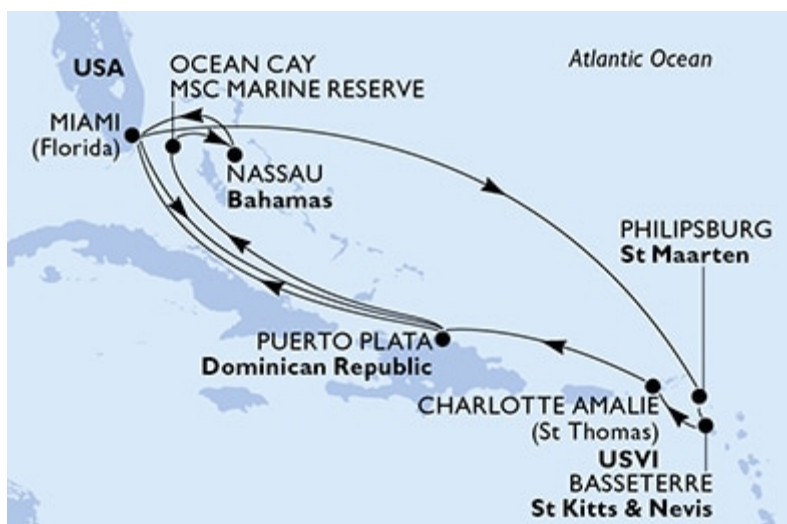 USA
OCEAN CAY
MSC MARINE RESERVE
Atlantic Ocean
MIAMI
(Florida)
NASSAU
Bahamas
PHILIPSBURG
St Maarten
PUERTO PLATA
Dominican Republic
CHARLOTTE AMALIE
(St Thomas)
USVI
BASSETERRE
St Kitts & Nevis